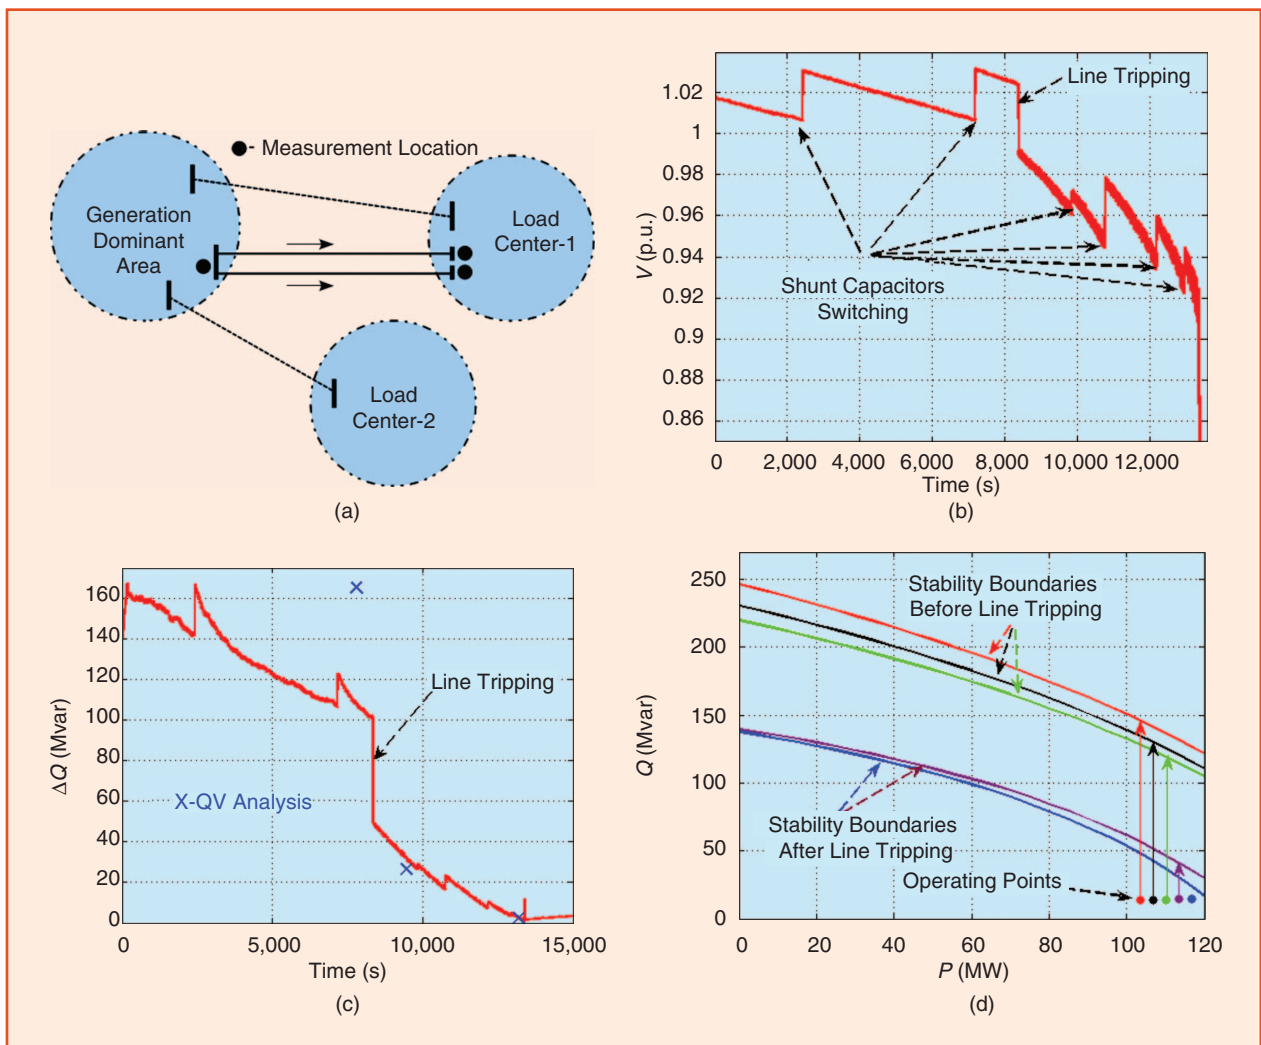 - Measurement Location
Generation
Dominant
Area
Load
Center-1
Load
Center-2
(a)
V (p.u.)
1.02
1
0.98
0.96
0.94
0.92
0.9
0.88
0.86
Line Tripping
Shunt Capacitors
Switching
0 2,000 4,000 6,000 8,000 10,000 12,000
Time (s)
(b)
ΔQ (Mvar)
160
140
120
100
80
60
40
20
0
Line Tripping
X-QV Analysis
0 5,000 10,000 15,000
Time (s)
(c)
Q (Mvar)
250
200
150
100
50
0
Stability Boundaries
Before Line Tripping
Stability Boundaries
After Line Tripping
Operating Points
0 20 40 60 80 100 120
P (MW)
(d)